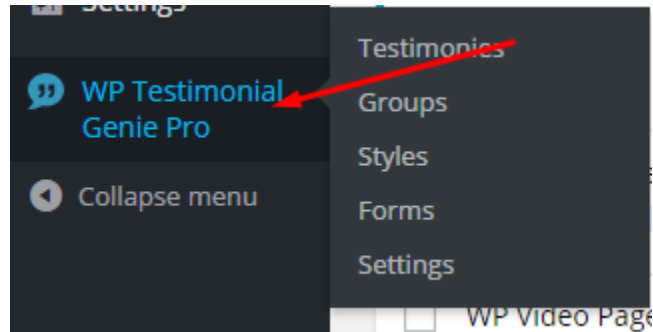 Settings
WP Testimonial
Genie Pro
Collapse menu
Testimonies
Groups
Styles
Forms
Settings
WP Video Page